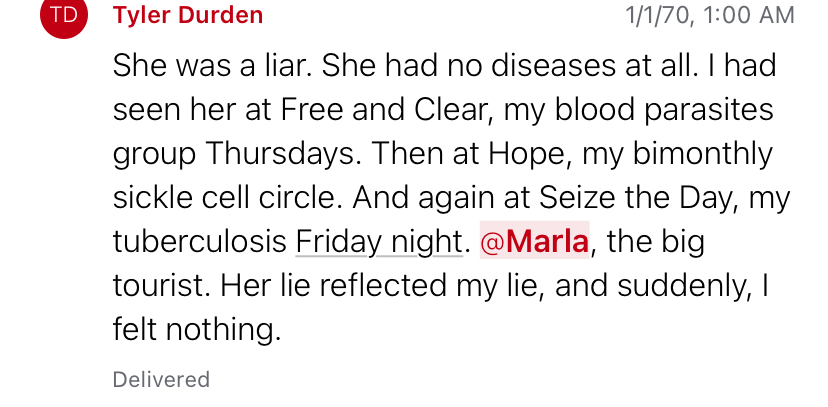 TD Tyler Durden 1/1/70, 1:00 AM
She was a liar. She had no diseases at all. I had
seen her at Free and Clear, my blood parasites
group Thursdays. Then at Hope, my bimonthly
sickle cell circle. And again at Seize the Day, my
tuberculosis Friday night. @Marla, the big
tourist. Her lie reflected my lie, and suddenly, I
felt nothing.
Delivered